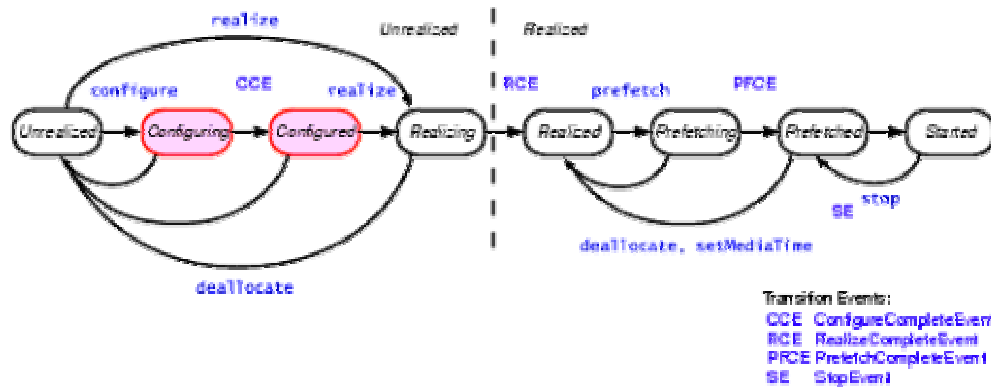 realize
Unrealized
Realized
configure
CCE
realize
RCE
prefetch
PFCE
Unrealized
Configuring
Configured
Realizing
Realized
Prefetching
Prefetched
Started
stop
SE
deallocate, setMediaTime
deallocate
Transition Events:
CCE ConfigureCompleteEvent
RCE RealizeCompleteEvent
PFCE PrefetchCompleteEvent
SE StopEvent